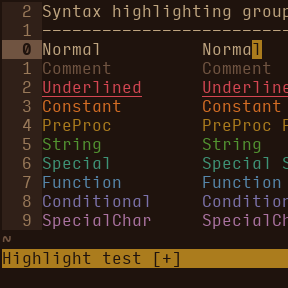 2 Syntax highlighting group
1 --------------------------
0 Normal Normal
1 Comment Comment
2 Underlined Underline
3 Constant Constant
4 PreProc PreProc
5 String String
6 Special Special S
7 Function Function
8 Conditional Condition
9 SpecialChar SpecialCh
~
Highlight test [+]